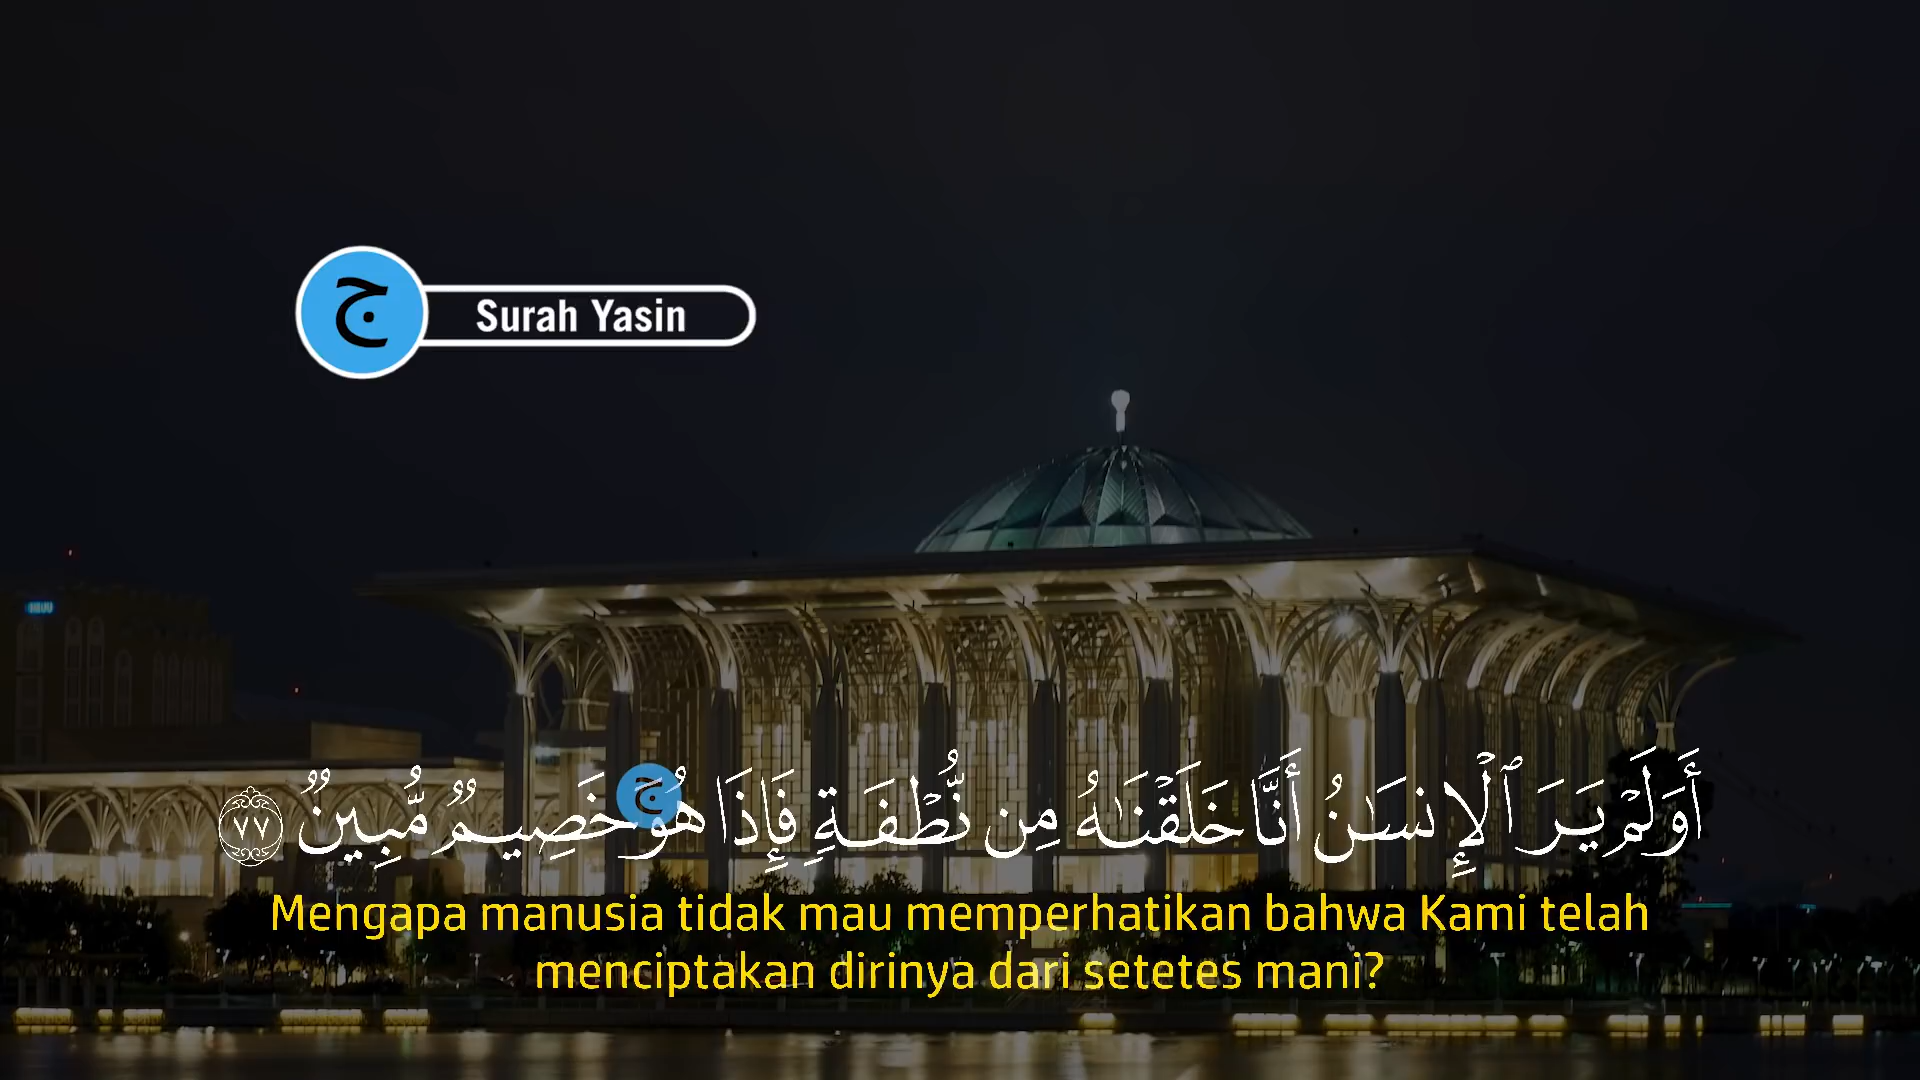 ج
Surah Yasin
ج
أَوَلَمْ يَرَ ٱلْإِنسَـٰنُ أَنَّا خَلَقْنَـٰهُ مِن نُّطْفَةٍ فَإِذَا هُوَ خَصِيمٌ مُّبِينٌ ٧٧
Mengapa manusia tidak mau memperhatikan bahwa Kami telah
menciptakan dirinya dari setetes mani?